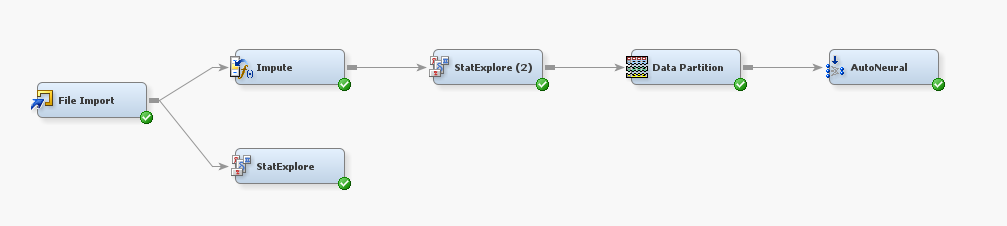 Impute
StatExplore (2)
Data Partition
AutoNeural
File Import
StatExplore